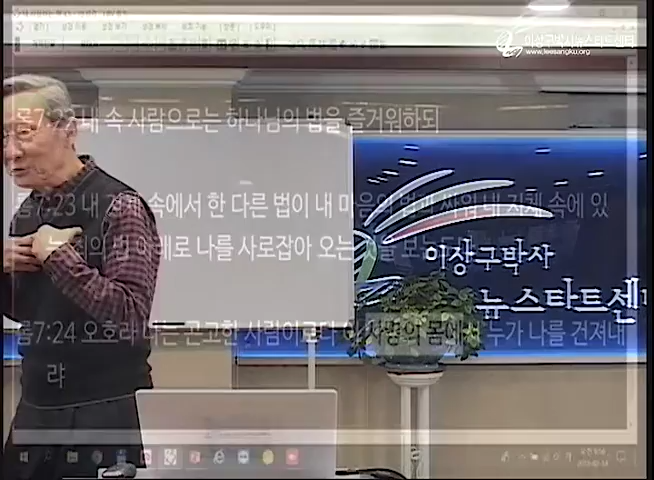 이상구박사뉴스타트센터
www.leesangku.org
롬7:22 내 속 사람으로는 하나님의 법을 즐거워하되
롬7:23 내 지체 속에서 한 다른 법이 내 마음의 법과 싸워 내 지체 속에 있
는 죄의 법 아래로 나를 사로잡아 오는 것을 보는
이상구박사
뉴스타트센
롬7:24 오호라 나는 곤고한 사람이로다 이 사망의 몸에서 누가 나를 건져내
랴